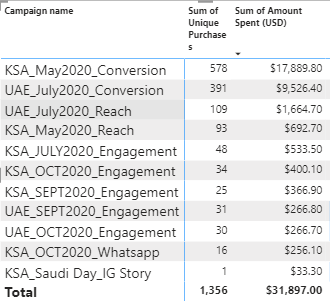 Campaign name Sum of Sum of Amount
Unique Spent (USD)
Purchase
s
KSA_May2020_Conversion 578 $17,889.80
UAE_July2020_Conversion 391 $9,526.40
UAE_July2020_Reach 109 $1,664.70
KSA_May2020_Reach 93 $692.70
KSA_JULY2020_Engagement 48 $533.50
KSA_OCT2020_Engagement 34 $400.10
KSA_SEPT2020_Engagement 25 $366.90
UAE_SEPT2020_Engagement 31 $266.80
UAE_OCT2020_Engagement 30 $266.70
KSA_OCT2020_Whatsapp 16 $256.10
KSA_Saudi Day_IG Story 1 $33.30
Total 1,356 $31,897.00